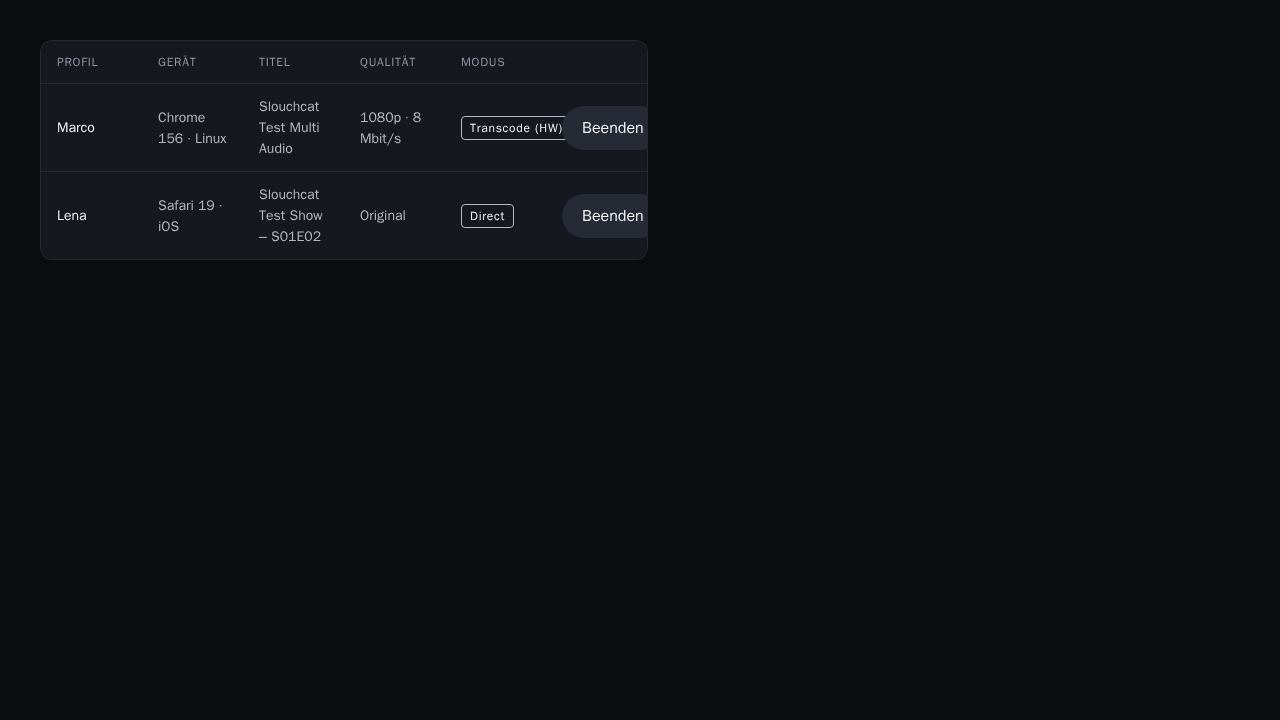 PROFIL GERÄT TITEL QUALITÄT MODUS
Marco
Chrome
156 · Linux
Slouchcat
Test Multi
Audio
1080p · 8
Mbit/s
Transcode (HW)
Beenden
Lena
Safari 19 ·
iOS
Slouchcat
Test Show
– S01E02
Original
Direct
Beenden